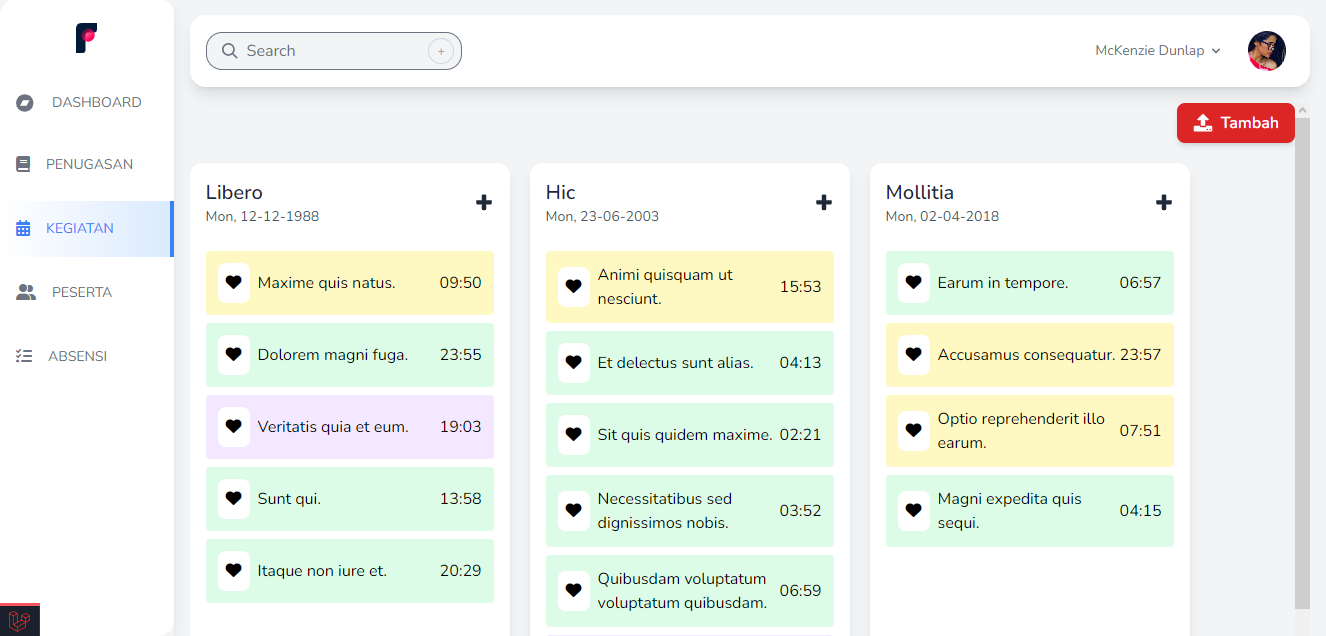 Search
+
McKenzie Dunlap
DASHBOARD
PENUGASAN
KEGIATAN
PESERTA
ABSENSI
Tambah
Libero
Mon, 12-12-1988
Maxime quis natus. 09:50
Dolorem magni fuga. 23:55
Veritatis quia et eum. 19:03
Sunt qui. 13:58
Itaque non iure et. 20:29
Hic
Mon, 23-06-2003
Animi quisquam ut
nesciunt. 15:53
Et delectus sunt alias. 04:13
Sit quis quidem maxime. 02:21
Necessitatibus sed
dignissimos nobis. 03:52
Quibusdam voluptatum
voluptatum quibusdam. 06:59
Mollitia
Mon, 02-04-2018
Earum in tempore. 06:57
Accusamus consequatur. 23:57
Optio reprehenderit illo
earum. 07:51
Magni expedita quis
sequi. 04:15